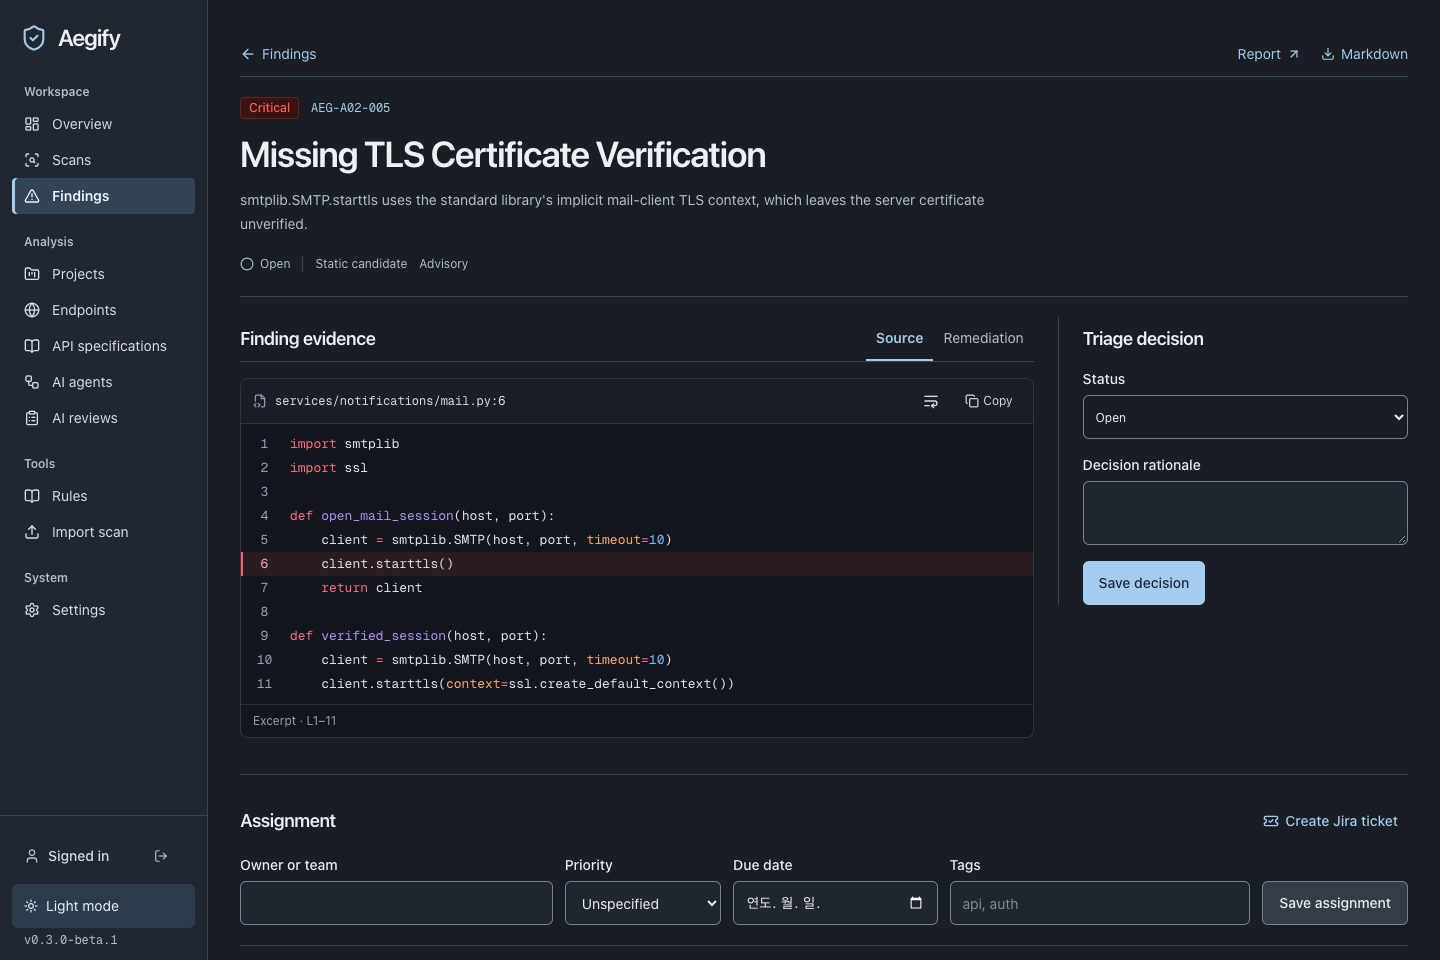 Aegify
Workspace
Overview
Scans
Findings
Analysis
Projects
Endpoints
API specifications
AI agents
AI reviews
Tools
Rules
Import scan
System
Settings
Signed in
Light mode
v0.3.0-beta.1
Findings
Report
Markdown
Critical
AEG-A02-005
Missing TLS Certificate Verification
smtplib.SMTP.starttls uses the standard library's implicit mail-client TLS context, which leaves the server certificate
unverified.
Open
Static candidate
Advisory
Finding evidence
Source
Remediation
services/notifications/mail.py:6
Copy
1 import smtplib
2 import ssl
3
4 def open_mail_session(host, port):
5     client = smtplib.SMTP(host, port, timeout=10)
6     client.starttls()
7     return client
8
9 def verified_session(host, port):
10     client = smtplib.SMTP(host, port, timeout=10)
11     client.starttls(context=ssl.create_default_context())
Excerpt · L1–11
Triage decision
Status
Open
Decision rationale
Save decision
Assignment
Create Jira ticket
Owner or team
Priority
Unspecified
Due date
연도. 월. 일.
Tags
api, auth
Save assignment